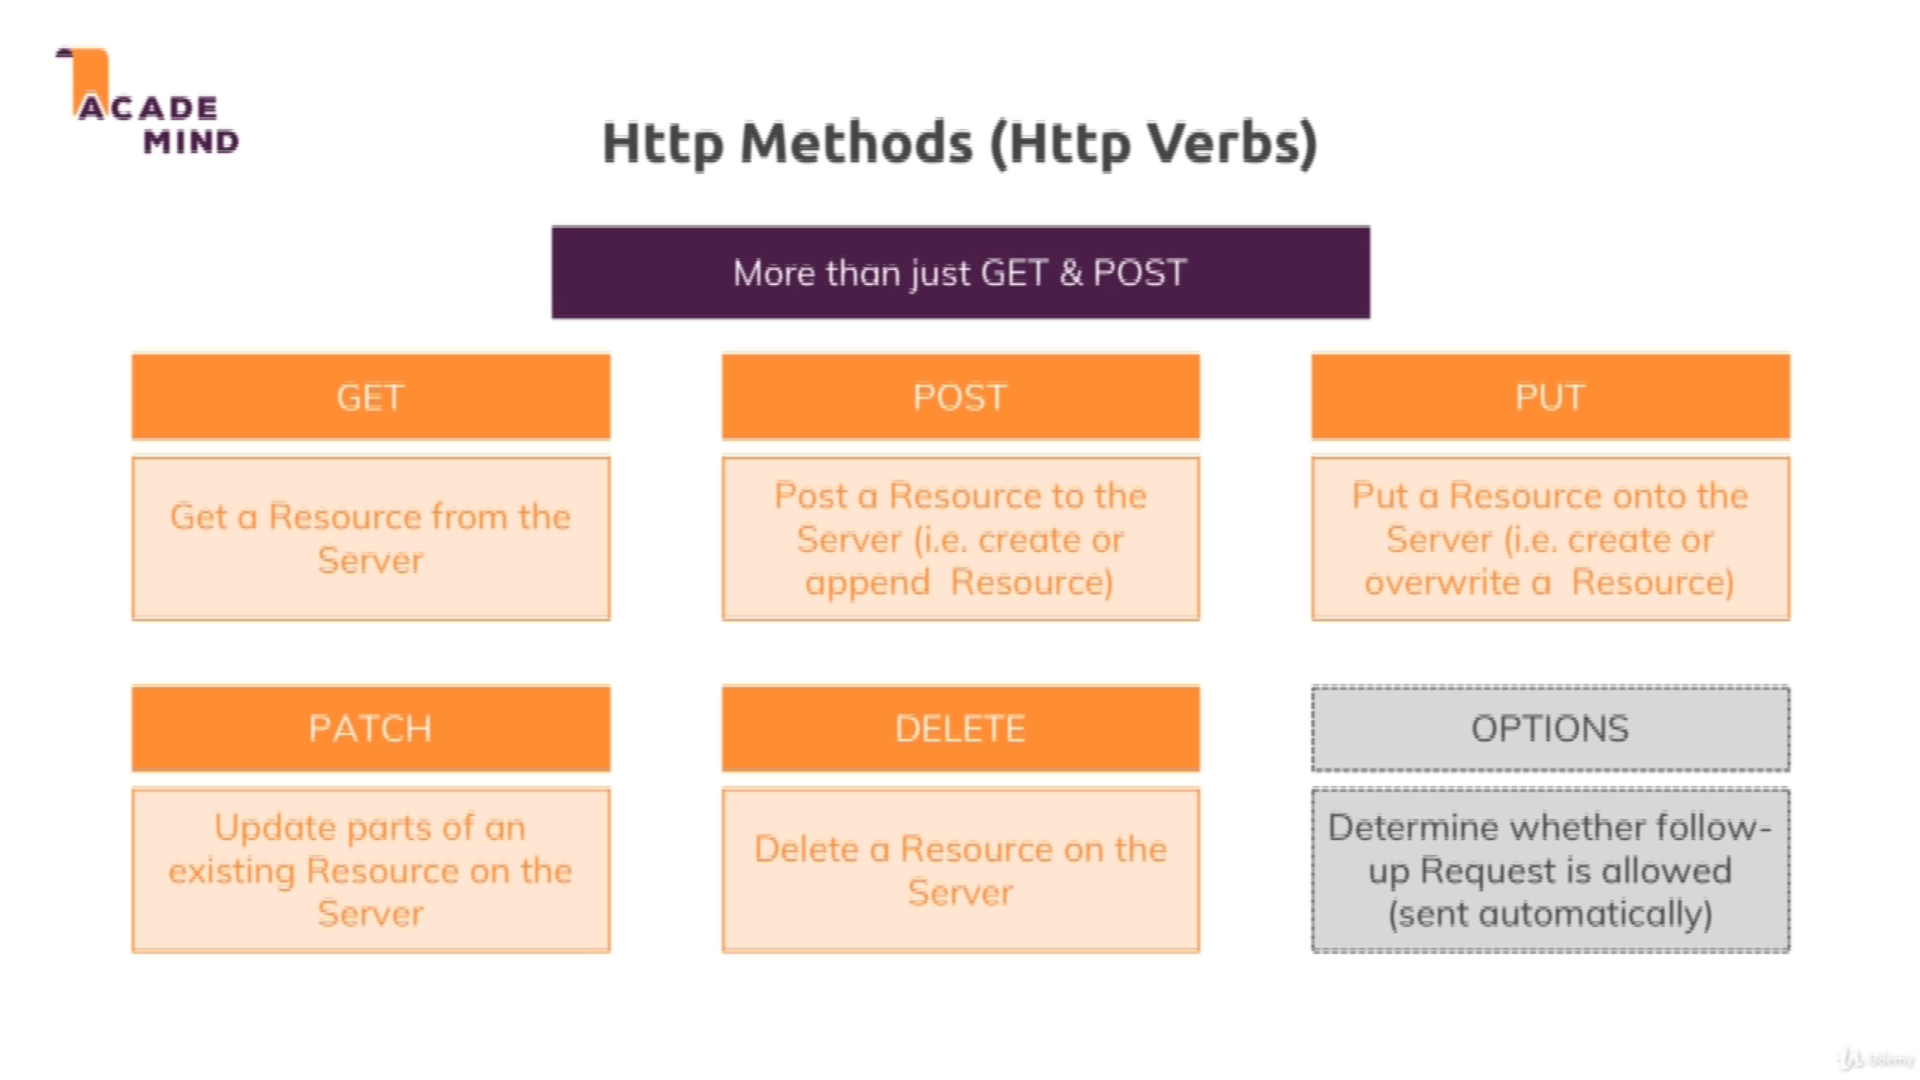 ACADE
MIND
Http Methods (Http Verbs)
More than just GET & POST
GET
POST
PUT
Get a Resource from the
Server
Post a Resource to the
Server (i.e. create or
append Resource)
Put a Resource onto the
Server (i.e. create or
overwrite a Resource)
PATCH
DELETE
OPTIONS
Update parts of an
existing Resource on the
Server
Delete a Resource on the
Server
Determine whether follow-
up Request is allowed
(sent automatically)
Udemy